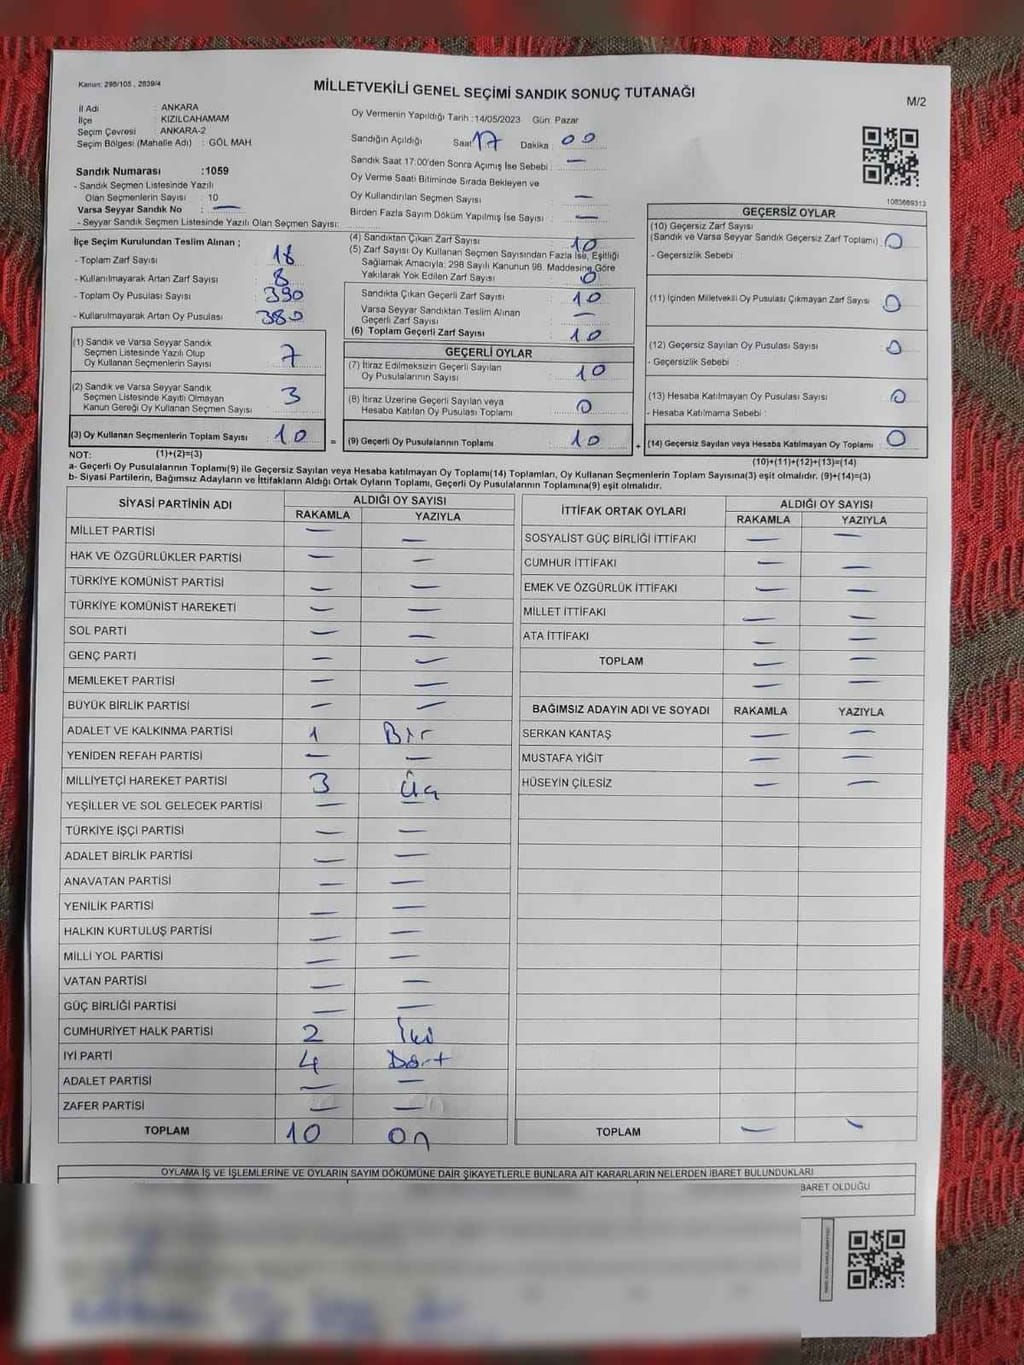 Kanun: 298/105 , 2839/4
MİLLETVEKİLİ GENEL SEÇİMİ SANDIK SONUÇ TUTANAĞI
M/2
İl Adı : ANKARA
İlçe : KIZILCAHAMAM
Seçim Çevresi : ANKARA-2
Seçim Bölgesi (Mahalle Adı) : GÖL MAH.
Oy Vermenin Yapıldığı Tarih :14/05/2023 Gün: Pazar
Sandığın Açıldığı Saat 17 Dakika : 00
Sandık Saat 17:00'den Sonra Açımış İse Sebebi : —
Oy Verme Saati Bitiminde Sırada Bekleyen ve
Oy Kullandırılan Seçmen Sayısı : —
Birden Fazla Sayım Döküm Yapılmış İse Sayısı : —
Sandık Numarası :1059
- Sandık Seçmen Listesinde Yazılı
Olan Seçmenlerin Sayısı : 10
Varsa Seyyar Sandık No : —
- Seyyar Sandık Seçmen Listesinde Yazılı Olan Seçmen Sayısı:
İlçe Seçim Kurulundan Teslim Alınan ;
- Toplam Zarf Sayısı : 18
- Kullanılmayarak Artan Zarf Sayısı : 8
- Toplam Oy Pusulası Sayısı : 390
- Kullanılmayarak Artan Oy Pusulası : 380
(1) Sandık ve Varsa Seyyar Sandık
Seçmen Listesinde Yazılı Olup
Oy Kullanan Seçmenlerin Sayısı : 7
(2) Sandık ve Varsa Seyyar Sandık
Seçmen Listesinde Kayıtlı Olmayan
Kanun Gereği Oy Kullanan Seçmen Sayısı : 3
(3) Oy Kullanan Seçmenlerin Toplam Sayısı : 10 =
(4) Sandıktan Çıkan Zarf Sayısı : 10
(5) Zarf Sayısı Oy Kullanan Seçmen Sayısından Fazla İse, Eşitliği
Sağlamak Amacıyla; 298 Sayılı Kanunun 98. Maddesine Göre
Yakılarak Yok Edilen Zarf Sayısı : 0
Sandıkta Çıkan Geçerli Zarf Sayısı : 10
Varsa Seyyar Sandıktan Teslim Alınan
Geçerli Zarf Sayısı : —
(6) Toplam Geçerli Zarf Sayısı : 10
GEÇERLİ OYLAR
(7) İtiraz Edilmeksizin Geçerli Sayılan
Oy Pusulalarının Sayısı : 10
(8) İtiraz Üzerine Geçerli Sayılan veya
Hesaba Katılan Oy Pusulası Toplamı : 0
(9) Geçerli Oy Pusulalarının Toplamı : 10 +
1083669313
GEÇERSİZ OYLAR
(10) Geçersiz Zarf Sayısı
(Sandık ve Varsa Seyyar Sandık Geçersiz Zarf Toplamı) : 0
- Geçersizlik Sebebi :
(11) İçinden Milletvekili Oy Pusulası Çıkmayan Zarf Sayısı : 0
(12) Geçersiz Sayılan Oy Pusulası Sayısı : 0
- Geçersizlik Sebebi :
(13) Hesaba Katılmayan Oy Pusulası Sayısı : 0
- Hesaba Katılmama Sebebi :
(14) Geçersiz Sayılan veya Hesaba Katılmayan Oy Toplamı : 0
NOT: (1)+(2)=(3)
(10)+(11)+(12)+(13)=(14)
a- Geçerli Oy Pusulalarının Toplamı(9) ile Geçersiz Sayılan veya Hesaba katılmayan Oy Toplamı(14) Toplamları, Oy Kullanan Seçmenlerin Toplam Sayısına(3) eşit olmalıdır. (9)+(14)=(3)
b- Siyasi Partilerin, Bağımsız Adayların ve İttifakların Aldığı Ortak Oyların Toplamı, Geçerli Oy Pusulalarının Toplamına(9) eşit olmalıdır.
SİYASİ PARTİNİN ADI ALDIĞI OY SAYISI
RAKAMLA YAZIYLA
MİLLET PARTİSİ — —
HAK VE ÖZGÜRLÜKLER PARTİSİ — —
TÜRKİYE KOMÜNİST PARTİSİ — —
TÜRKİYE KOMÜNİST HAREKETİ — —
SOL PARTİ — —
GENÇ PARTİ — —
MEMLEKET PARTİSİ — —
BÜYÜK BİRLİK PARTİSİ — —
ADALET VE KALKINMA PARTİSİ 1 Bir
YENİDEN REFAH PARTİSİ — —
MİLLİYETÇİ HAREKET PARTİSİ 3 Üç
YEŞİLLER VE SOL GELECEK PARTİSİ — —
TÜRKİYE İŞÇİ PARTİSİ — —
ADALET BİRLİK PARTİSİ — —
ANAVATAN PARTİSİ — —
YENİLİK PARTİSİ — —
HALKIN KURTULUŞ PARTİSİ — —
MİLLİ YOL PARTİSİ — —
VATAN PARTİSİ — —
GÜÇ BİRLİĞİ PARTİSİ — —
CUMHURİYET HALK PARTİSİ 2 İki
İYİ PARTİ 4 Dört
ADALET PARTİSİ — —
ZAFER PARTİSİ — —
TOPLAM 10 On
İTTİFAK ORTAK OYLARI ALDIĞI OY SAYISI
RAKAMLA YAZIYLA
SOSYALİST GÜÇ BİRLİĞİ İTTİFAKI — —
CUMHUR İTTİFAKI — —
EMEK VE ÖZGÜRLÜK İTTİFAKI — —
MİLLET İTTİFAKI — —
ATA İTTİFAKI — —
TOPLAM — —
— —
BAĞIMSIZ ADAYIN ADI VE SOYADI RAKAMLA YAZIYLA
SERKAN KANTAŞ — —
MUSTAFA YİĞİT — —
HÜSEYİN ÇİLESİZ — —
TOPLAM — —
OYLAMA İŞ VE İŞLEMLERİNE VE OYLARIN SAYIM DÖKÜMÜNE DAİR ŞİKAYETLERLE BUNLARA AİT KARARLARIN NELERDEN İBARET BULUNDUKLARI
BARET OLDUĞU